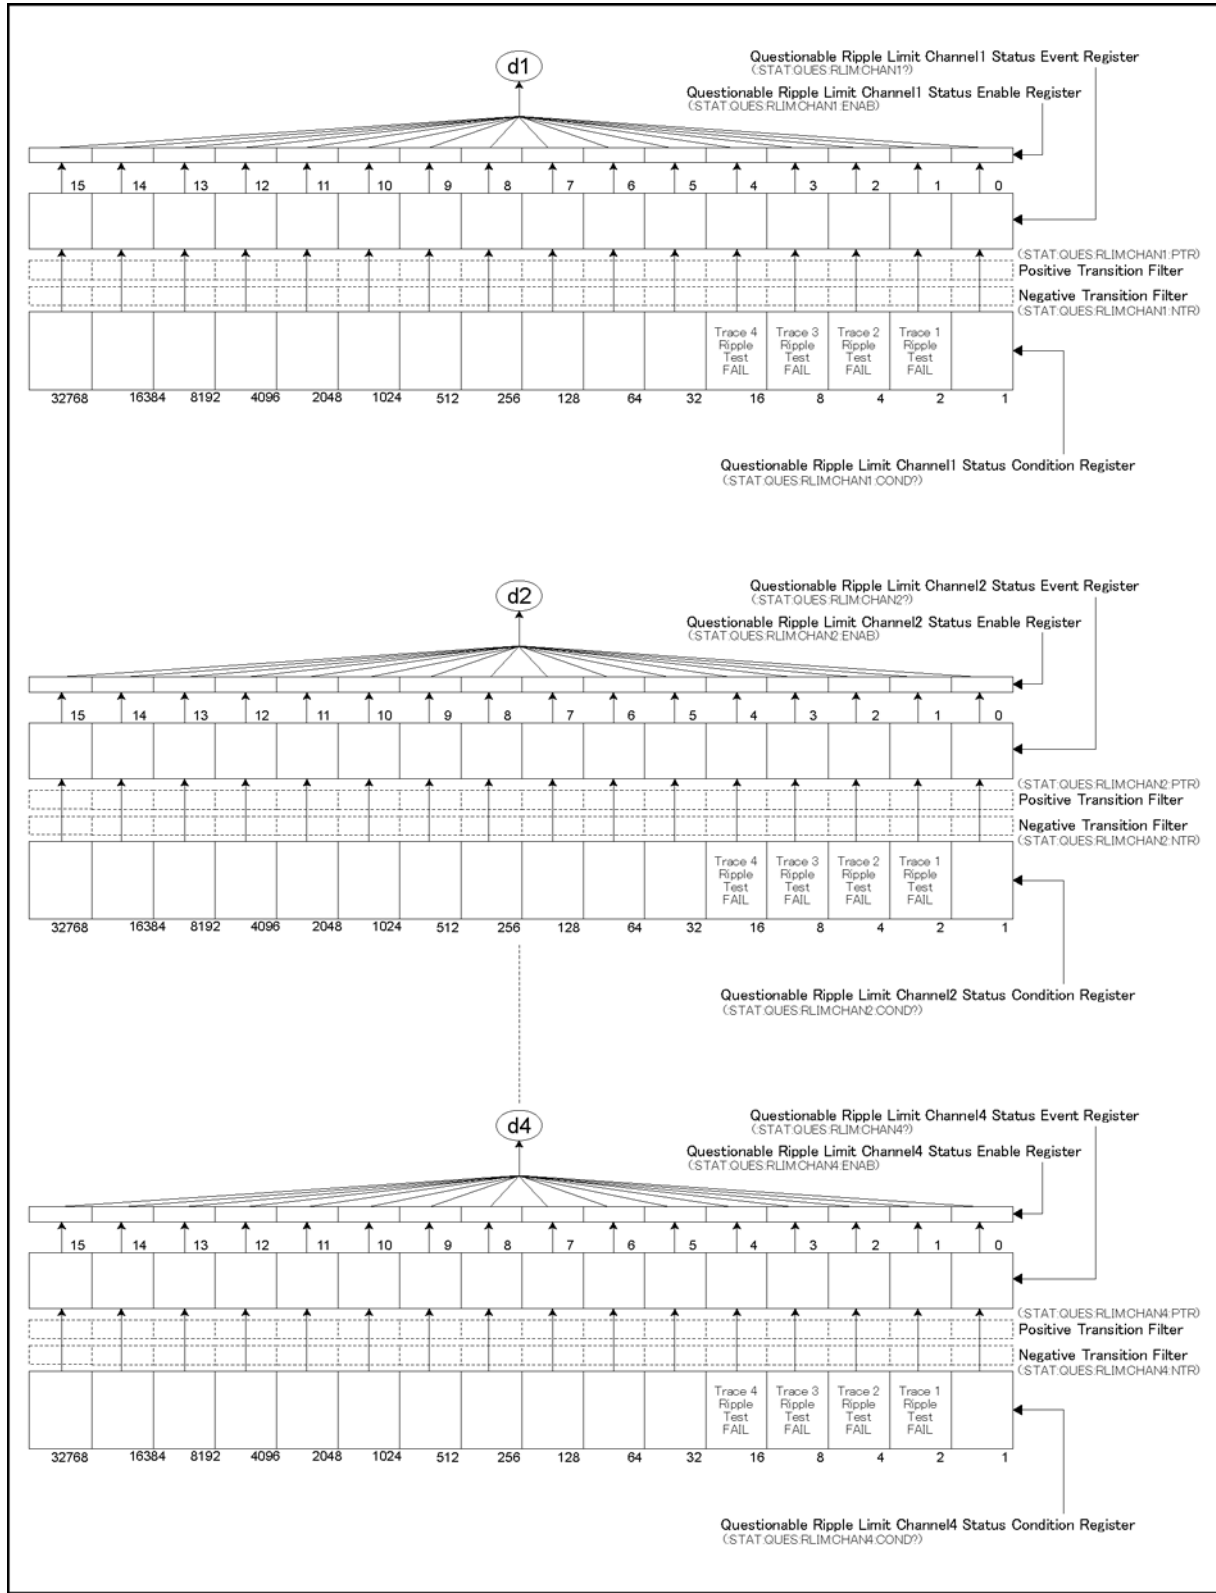 d1
Questionable Ripple Limit Channel1 Status Event Register
(STAT:QUES:RLIM:CHAN1?)
Questionable Ripple Limit Channel1 Status Enable Register
(STAT:QUES:RLIM:CHAN1:ENAB)
15 14 13 12 11 10 9 8 7 6 5 4 3 2 1 0
(STAT:QUES:RLIM:CHAN1:PTR)
Positive Transition Filter
Negative Transition Filter
(STAT:QUES:RLIM:CHAN1:NTR)
Trace 4 Trace 3 Trace 2 Trace 1
Ripple Ripple Ripple Ripple
Test Test Test Test
FAIL FAIL FAIL FAIL
32768 16384 8192 4096 2048 1024 512 256 128 64 32 16 8 4 2 1
Questionable Ripple Limit Channel1 Status Condition Register
(STAT:QUES:RLIM:CHAN1:COND?)
d2
Questionable Ripple Limit Channel2 Status Event Register
(STAT:QUES:RLIM:CHAN2?)
Questionable Ripple Limit Channel2 Status Enable Register
(STAT:QUES:RLIM:CHAN2:ENAB)
15 14 13 12 11 10 9 8 7 6 5 4 3 2 1 0
(STAT:QUES:RLIM:CHAN2:PTR)
Positive Transition Filter
Negative Transition Filter
(STAT:QUES:RLIM:CHAN2:NTR)
Trace 4 Trace 3 Trace 2 Trace 1
Ripple Ripple Ripple Ripple
Test Test Test Test
FAIL FAIL FAIL FAIL
32768 16384 8192 4096 2048 1024 512 256 128 64 32 16 8 4 2 1
Questionable Ripple Limit Channel2 Status Condition Register
(STAT:QUES:RLIM:CHAN2:COND?)
d4
Questionable Ripple Limit Channel4 Status Event Register
(STAT:QUES:RLIM:CHAN4?)
Questionable Ripple Limit Channel4 Status Enable Register
(STAT:QUES:RLIM:CHAN4:ENAB)
15 14 13 12 11 10 9 8 7 6 5 4 3 2 1 0
(STAT:QUES:RLIM:CHAN4:PTR)
Positive Transition Filter
Negative Transition Filter
(STAT:QUES:RLIM:CHAN4:NTR)
Trace 4 Trace 3 Trace 2 Trace 1
Ripple Ripple Ripple Ripple
Test Test Test Test
FAIL FAIL FAIL FAIL
32768 16384 8192 4096 2048 1024 512 256 128 64 32 16 8 4 2 1
Questionable Ripple Limit Channel4 Status Condition Register
(STAT:QUES:RLIM:CHAN4:COND?)